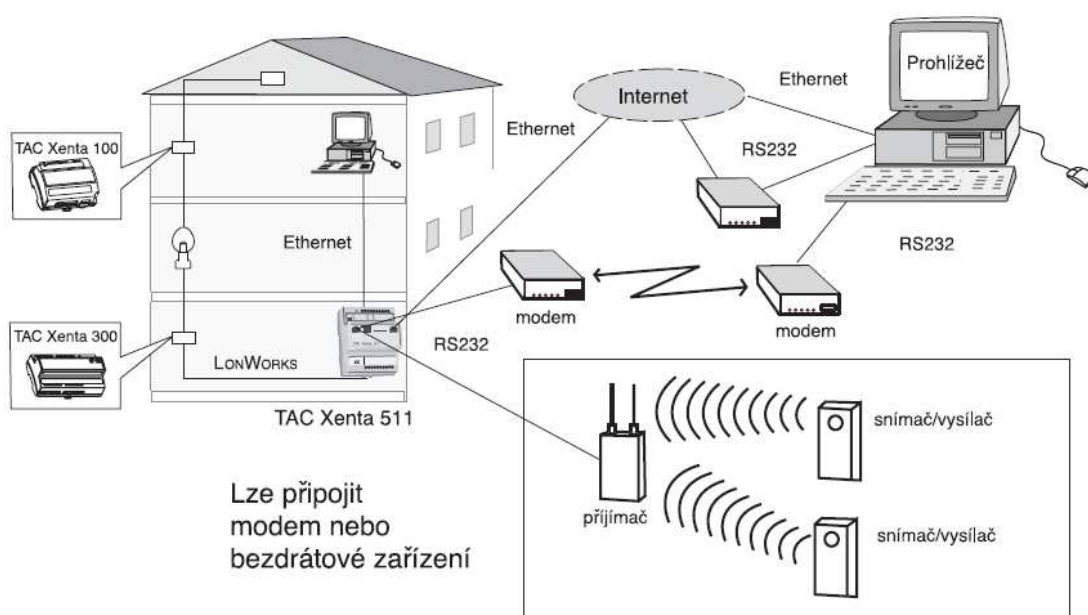 Prohlížeč
Ethernet
Internet
Ethernet
TAC Xenta 100
RS232
Ethernet
RS232
modem
modem
TAC Xenta 300
RS232
LONWORKS
TAC Xenta 511
snímač/vysílač
Lze připojit
modem nebo
bezdrátové zařízení
příjímač
snímač/vysílač